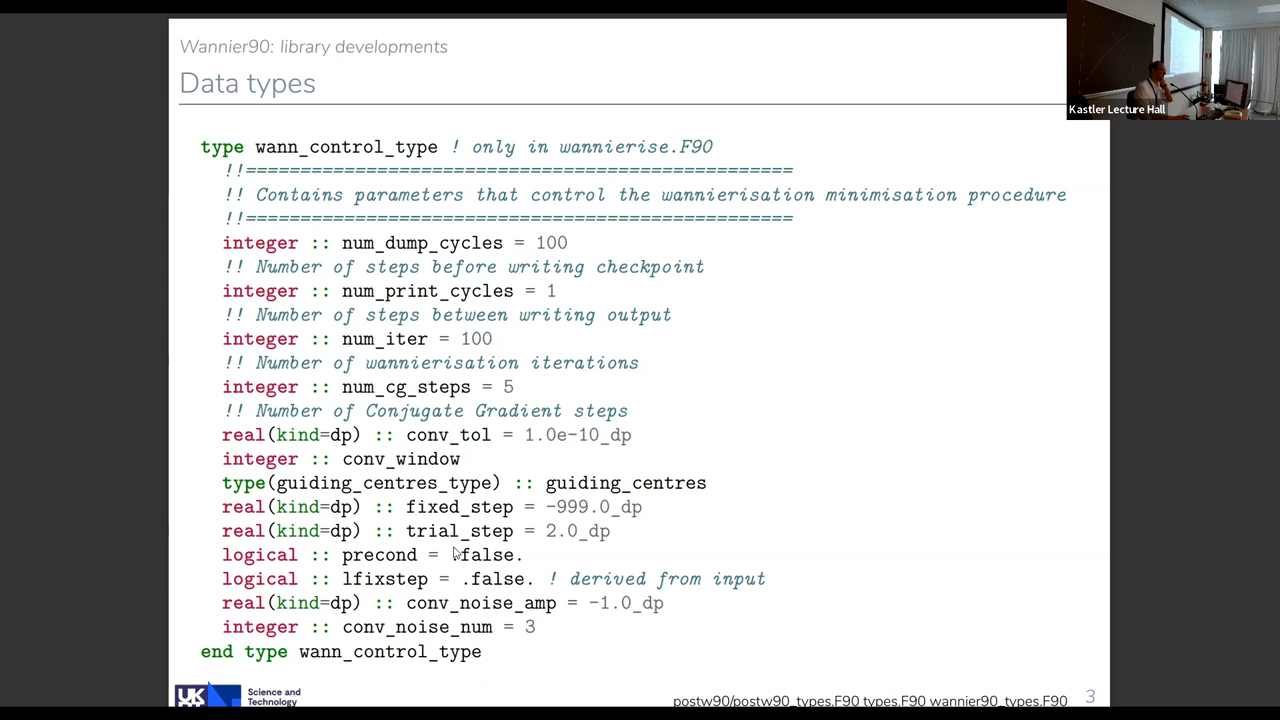 Wannier90: library developments
Data types
Kastler Lecture Hall
type wann_control_type ! only in wannierise.F90
!!==================================================
!! Contains parameters that control the wannierisation minimisation procedure
!!==================================================
integer :: num_dump_cycles = 100
!! Number of steps before writing checkpoint
integer :: num_print_cycles = 1
!! Number of steps between writing output
integer :: num_iter = 100
!! Number of wannierisation iterations
integer :: num_cg_steps = 5
!! Number of Conjugate Gradient steps
real(kind=dp) :: conv_tol = 1.0e-10_dp
integer :: conv_window
type(guiding_centres_type) :: guiding_centres
real(kind=dp) :: fixed_step = -999.0_dp
real(kind=dp) :: trial_step = 2.0_dp
logical :: precond = .false.
logical :: lfixstep = .false. ! derived from input
real(kind=dp) :: conv_noise_amp = -1.0_dp
integer :: conv_noise_num = 3
end type wann_control_type
UK
Science and
Technology
postw90/postw90_types.F90 types.F90 wannier90_types.F90
3